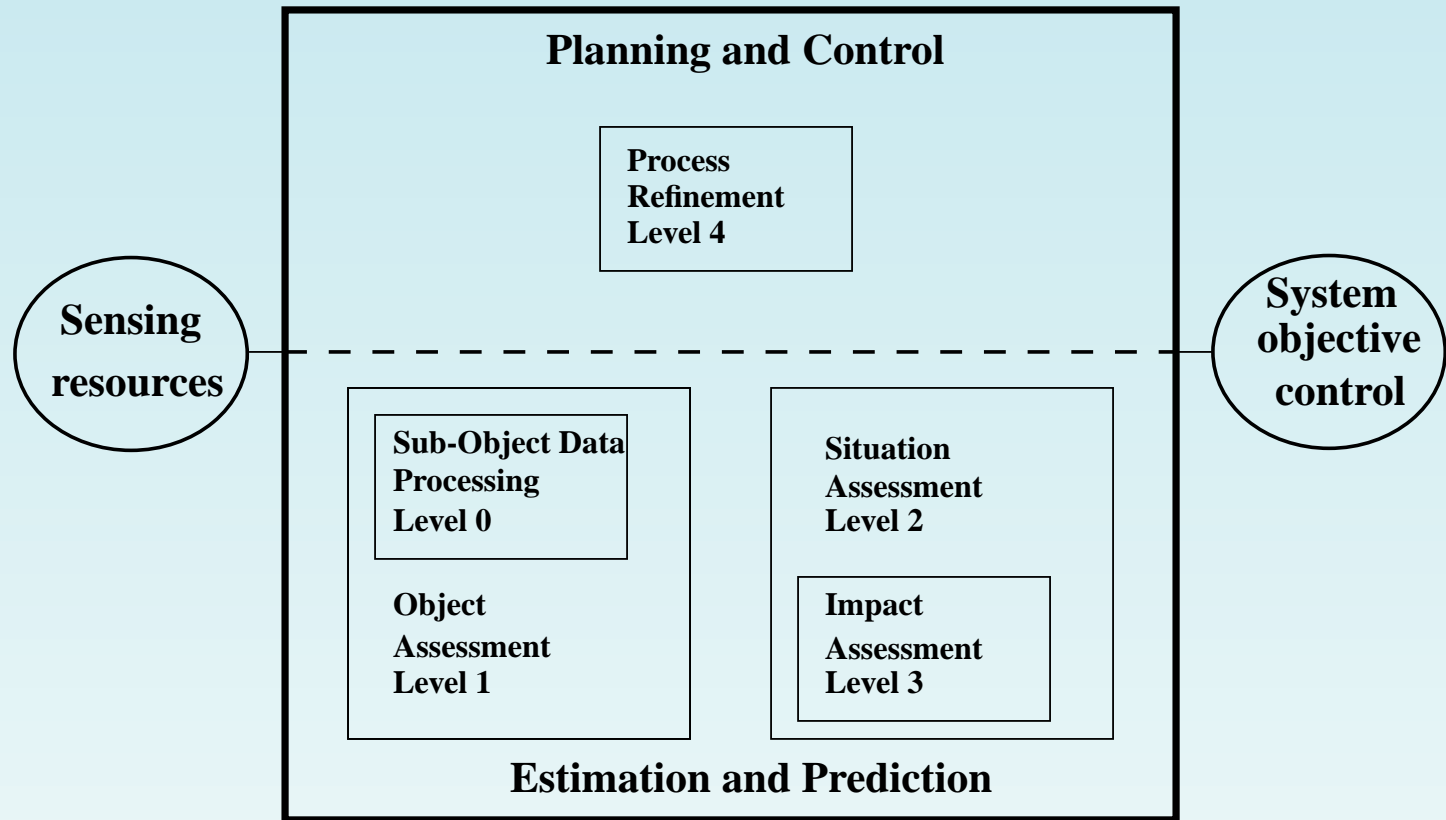 Planning and Control
Process
Refinement
Level 4
Sensing
resources
System
objective
control
Sub-Object Data
Processing
Level 0
Object
Assessment
Level 1
Situation
Assessment
Level 2
Impact
Assessment
Level 3
Estimation and Prediction